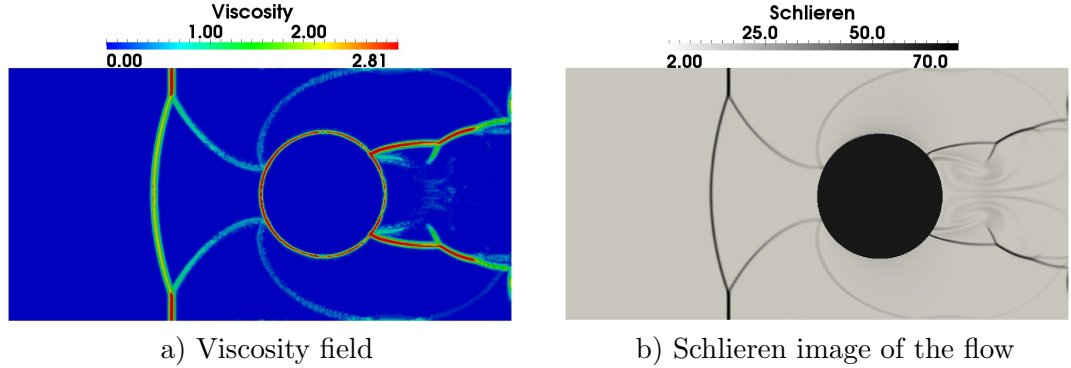 Viscosity
1.00 2.00
0.00 2.81
a) Viscosity field
Schlieren
25.0 50.0
2.00 70.0
b) Schlieren image of the flow